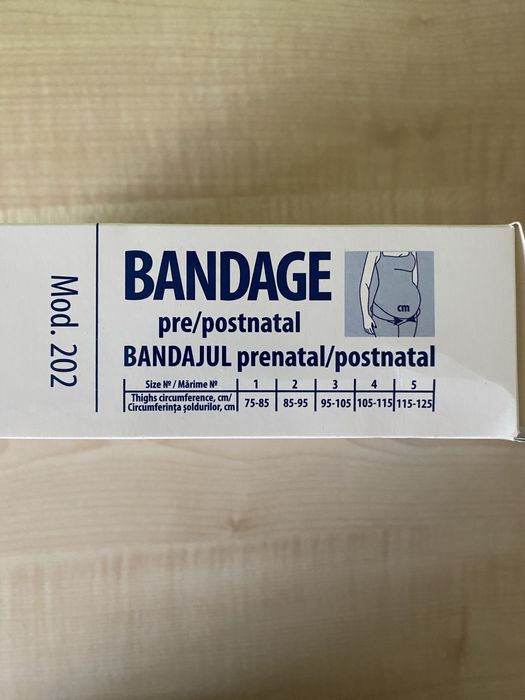 Mod. 202
BANDAGE
pre/postnatal
cm
BANDAJUL prenatal/postnatal
Size Nº / Mărime Nº 1 2 3 4 5
Thighs circumference, cm/ 75-85 85-95 95-105 105-115 115-125
Circumferința șoldurilor, cm